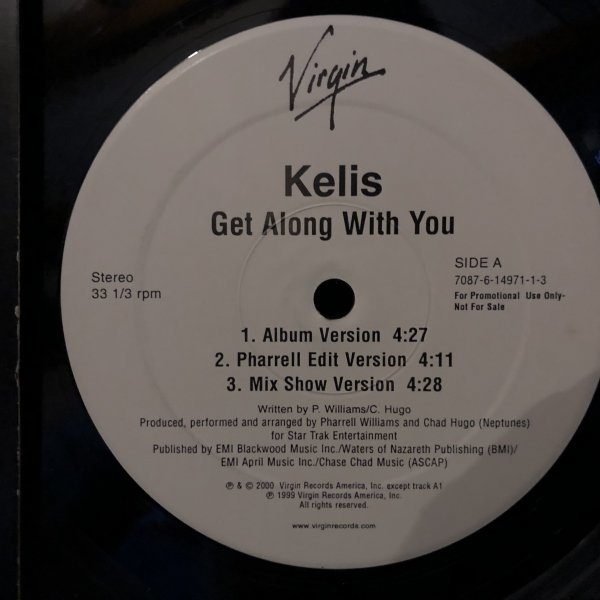 Virgin
Kelis
Get Along With You
Stereo
33 1/3 rpm
SIDE A
7087-6-14971-1-3
For Promotional Use Only-
Not For Sale
1. Album Version 4:27
2. Pharrell Edit Version 4:11
3. Mix Show Version 4:28
Written by P. Williams/C. Hugo
Produced, performed and arranged by Pharrell Williams and Chad Hugo (Neptunes)
for Star Trak Entertainment
Published by EMI Blackwood Music Inc./Waters of Nazareth Publishing (BMI)/
EMI April Music Inc./Chase Chad Music (ASCAP)
℗ & © 2000 Virgin Records America, Inc. except track A1
℗ 1999 Virgin Records America, Inc.
All rights reserved.
www.virginrecords.com